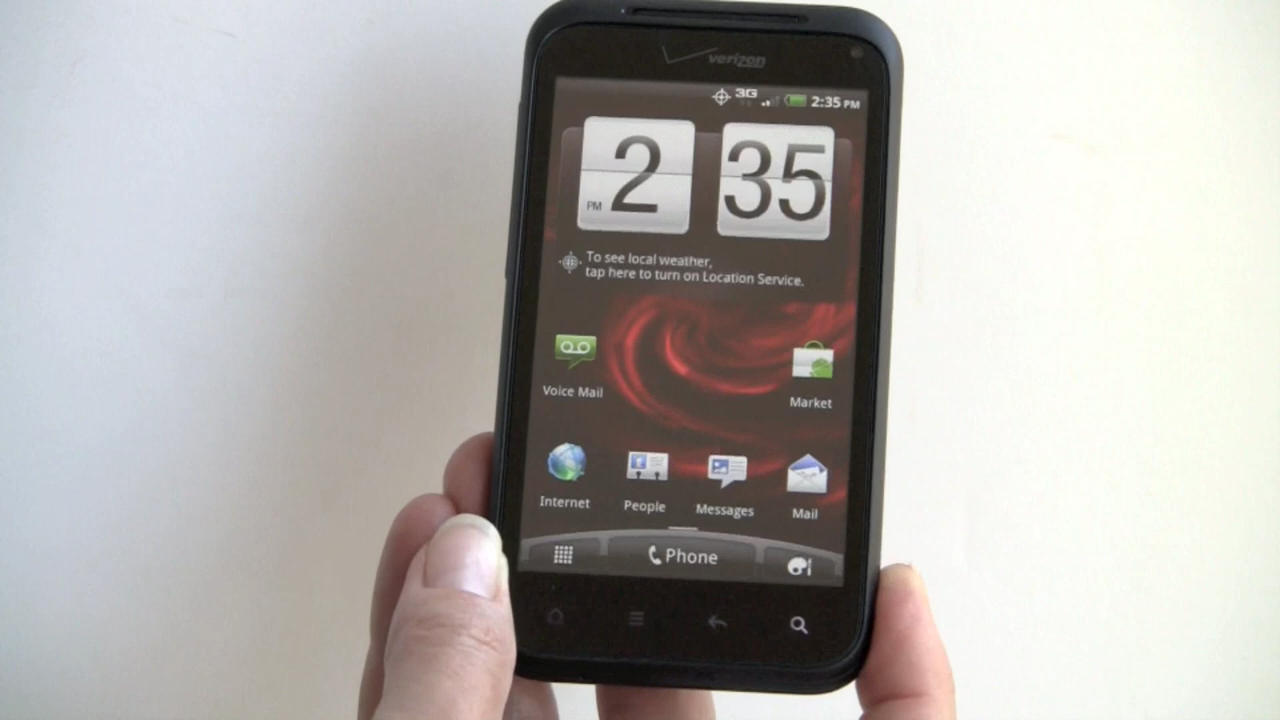 verizon
3G 2:35 PM
PM 2 35
To see local weather,
tap here to turn on Location Service.
Voice Mail
Market
Internet People Messages Mail
Phone